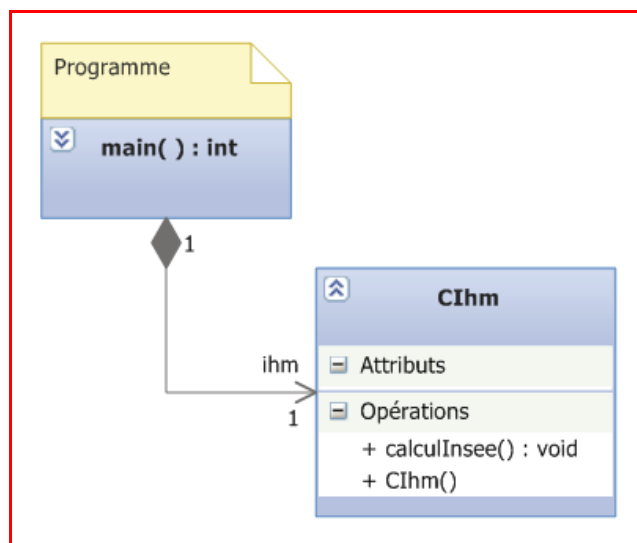 Programme
main( ) : int
1
CIhm
ihm
Attributs
1
Opérations
+ calculInsee() : void
+ CIhm()